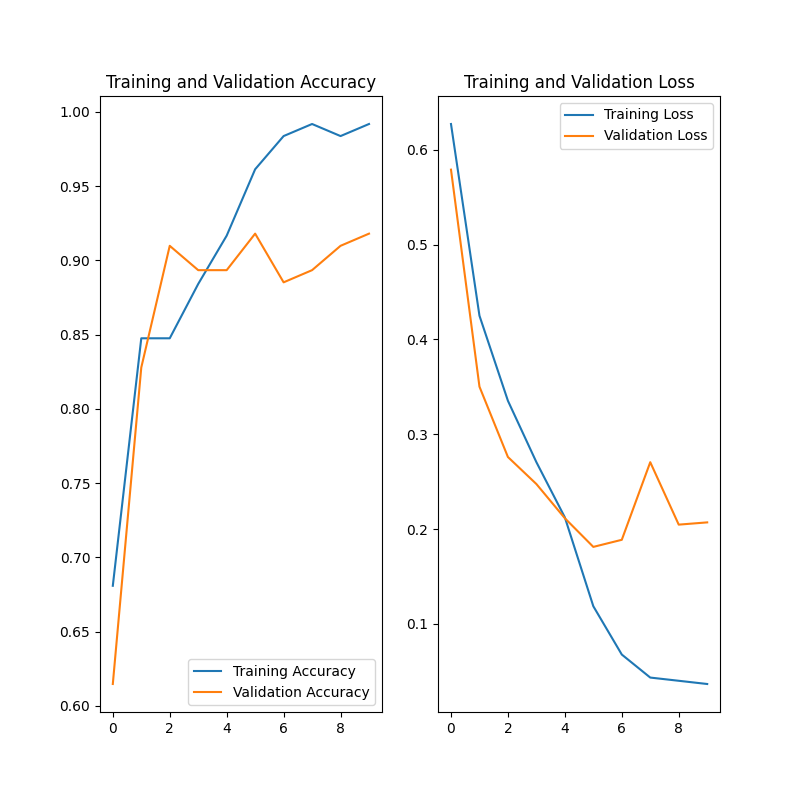 Training and Validation Accuracy
1.00
0.95
0.90
0.85
0.80
0.75
0.70
0.65
0.60
0 2 4 6 8
Training Accuracy
Validation Accuracy
Training and Validation Loss
0.6
0.5
0.4
0.3
0.2
0.1
0 2 4 6 8
Training Loss
Validation Loss